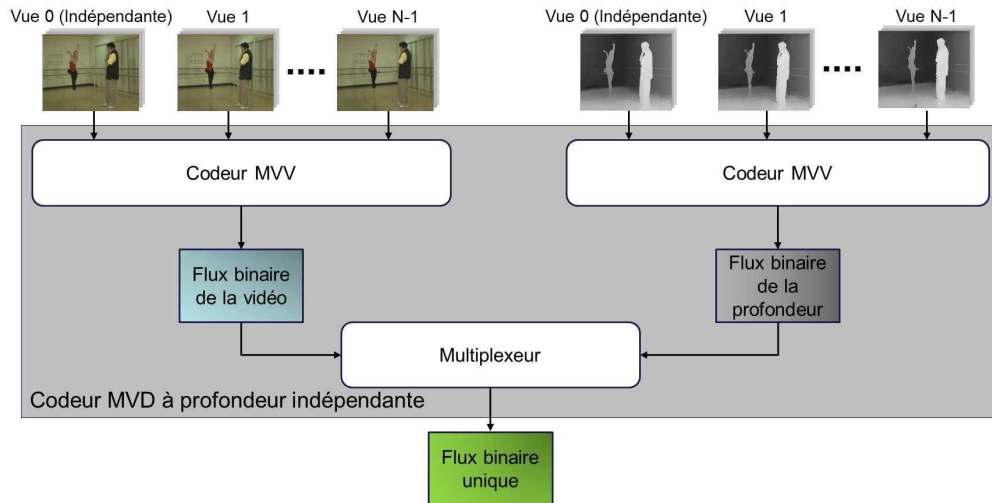 Vue 0 (Indépendante)
Vue 1
Vue N-1
Vue 0 (Indépendante)
Vue 1
Vue N-1
....
....
Codeur MVV
Codeur MVV
Flux binaire
de la vidéo
Flux binaire
de la
profondeur
Multiplexeur
Codeur MVD à profondeur indépendante
Flux binaire
unique